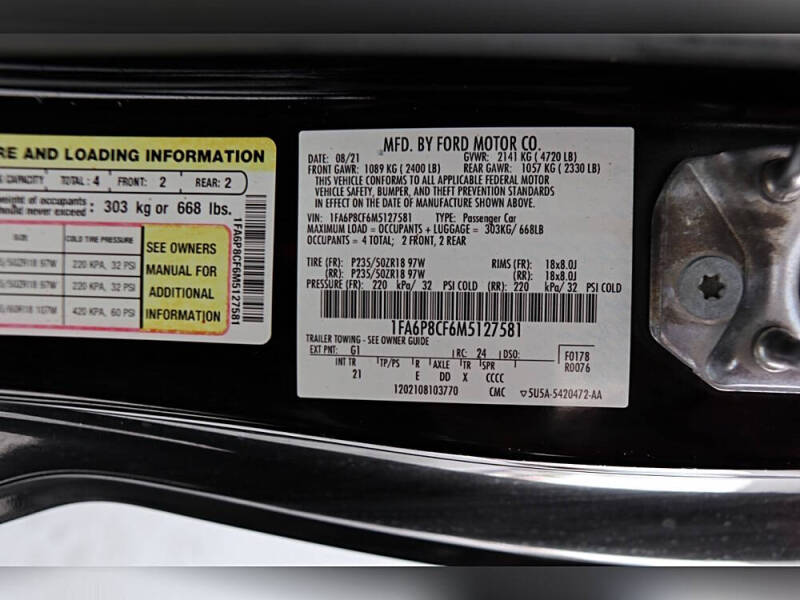 RE AND LOADING INFORMATION
CAPACITY TOTAL: 4 FRONT: 2 REAR: 2
weight of occupants
should never exceed : 303 kg or 668 lbs.
SIZE COLD TIRE PRESSURE
/50ZR18 97W 220 KPA, 32 PSI
/50ZR18 97W 220 KPA, 32 PSI
420 KPA, 60 PSI
SEE OWNERS
MANUAL FOR
ADDITIONAL
INFORMATION
1FA6P8CF6M5127581
MFD. BY FORD MOTOR CO.
DATE: 08/21 GVWR: 2141 KG ( 4720 LB)
FRONT GAWR: 1089 KG ( 2400 LB) REAR GAWR: 1057 KG ( 2330 LB)
THIS VEHICLE CONFORMS TO ALL APPLICABLE FEDERAL MOTOR
VEHICLE SAFETY, BUMPER, AND THEFT PREVENTION STANDARDS
IN EFFECT ON THE DATE OF MANUFACTURE SHOWN ABOVE.
VIN: 1FA6P8CF6M5127581 TYPE: Passenger Car
MAXIMUM LOAD = OCCUPANTS + LUGGAGE = 303KG/ 668LB
OCCUPANTS = 4 TOTAL; 2 FRONT, 2 REAR
TIRE (FR): P235/50ZR18 97W RIMS (FR): 18x8.0J
(RR): P235/50ZR18 97W (RR): 18x8.0J
PRESSURE (FR): 220 kPa/ 32 PSI COLD (RR): 220 kPa/ 32 PSI COLD
1FA6P8CF6M5127581
TRAILER TOWING - SEE OWNER GUIDE
EXT PNT: G1 RC: 24 DSO: F0178
INT TR TP/PS R AXLE TR SPR R0076
21 E DD X CCCC
1202108103770 CMC ▽5U5A-5420472-AA